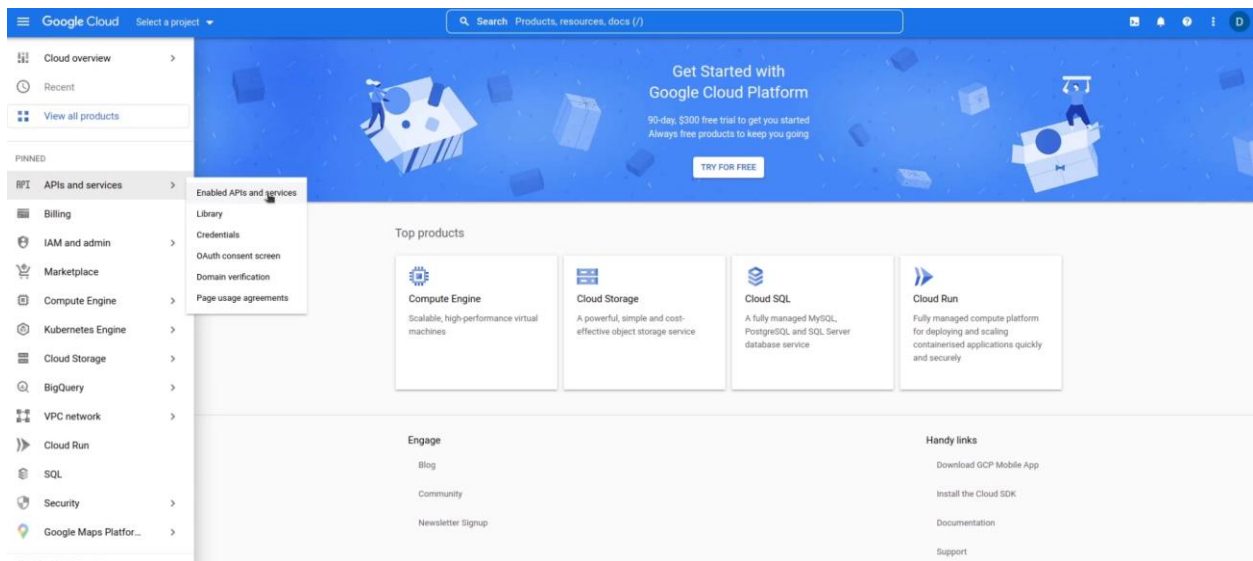 Google Cloud
Select a project
Search Products, resources, docs (/)
D
Cloud overview
Recent
View all products
PINNED
API APIs and services
Billing
IAM and admin
Marketplace
Compute Engine
Kubernetes Engine
Cloud Storage
BigQuery
VPC network
Cloud Run
SQL
Security
Google Maps Platfor...
Enabled APIs and services
Library
Credentials
OAuth consent screen
Domain verification
Page usage agreements
Get Started with
Google Cloud Platform
90-day, $300 free trial to get you started
Always free products to keep you going
TRY FOR FREE
Top products
Compute Engine
Scalable, high-performance virtual
machines
Cloud Storage
A powerful, simple and cost-
effective object storage service
Cloud SQL
A fully managed MySQL,
PostgreSQL and SQL Server
database service
Cloud Run
Fully managed compute platform
for deploying and scaling
containerised applications quickly
and securely
Engage
Blog
Community
Newsletter Signup
Handy links
Download GCP Mobile App
Install the Cloud SDK
Documentation
Support